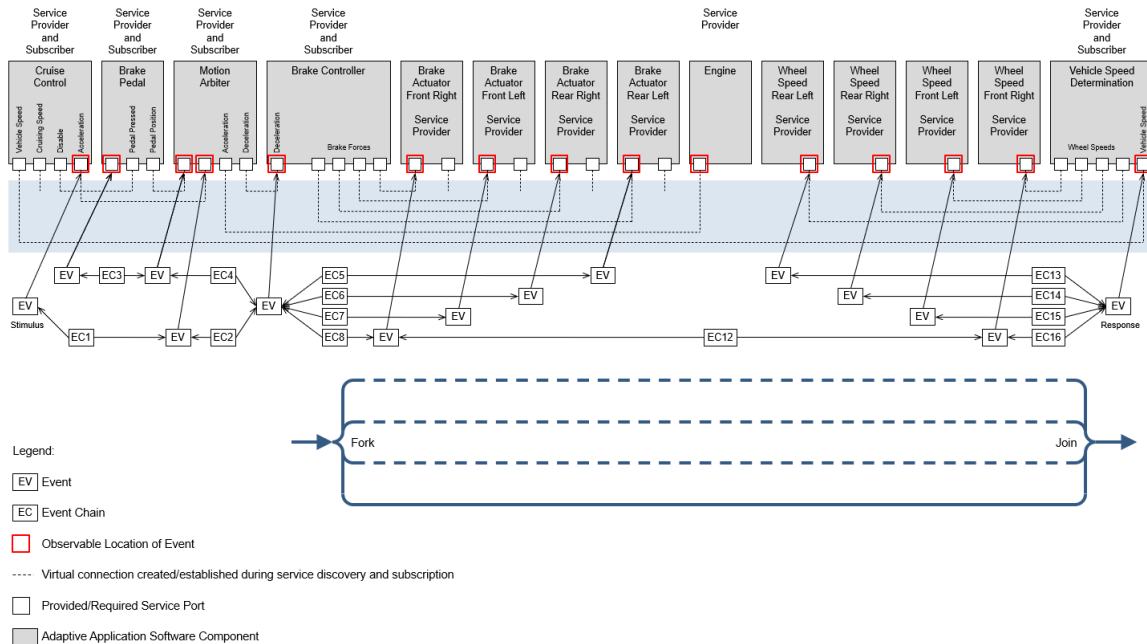 Service
Provider
and
Subscriber
Service
Provider
and
Subscriber
Service
Provider
and
Subscriber
Service
Provider
and
Subscriber
Service
Provider
Service
Provider
and
Subscriber
Cruise
Control
Vehicle Speed
Cruising Speed
Disable
Acceleration
Brake
Pedal
Pedal Pressed
Pedal Position
Motion
Arbiter
Acceleration
Deceleration
Brake Controller
Deceleration
Brake Forces
Brake
Actuator
Front Right
Service
Provider
Brake
Actuator
Front Left
Service
Provider
Brake
Actuator
Rear Right
Service
Provider
Brake
Actuator
Rear Left
Service
Provider
Engine
Wheel
Speed
Rear Left
Service
Provider
Wheel
Speed
Rear Right
Service
Provider
Wheel
Speed
Front Left
Service
Provider
Wheel
Speed
Front Right
Service
Provider
Vehicle Speed
Determination
Wheel Speeds
Vehicle Speed
EV
EC3
EV
EC4
EC5
EV
EV
EC13
EV
Stimulus
EV
EC6
EV
EV
EC14
EV
Response
EC7
EV
EV
EC15
EC1
EV
EC2
EC8
EV
EC12
EV
EC16
Fork
Join
Legend:
EV Event
EC Event Chain
Observable Location of Event
Virtual connection created/established during service discovery and subscription
Provided/Required Service Port
Adaptive Application Software Component